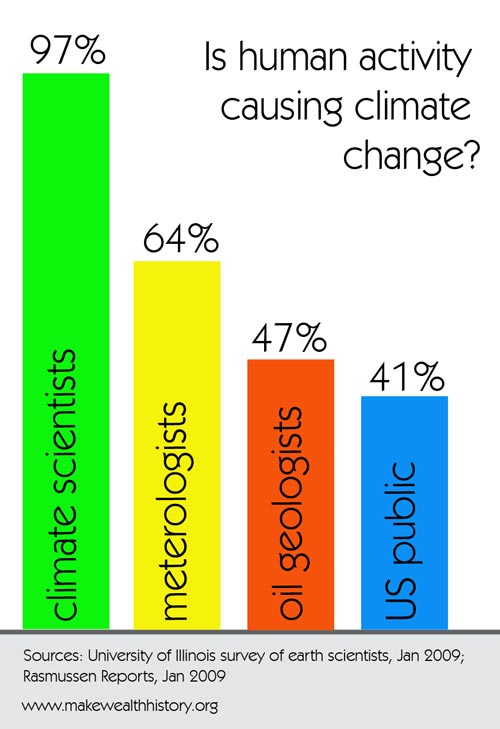 97%
Is human activity
causing climate
change?
64%
47%
41%
climate scientists
meterologists
oil geologists
US public
Sources: University of Illinois survey of earth scientists, Jan 2009;
Rasmussen Reports, Jan 2009
www.makewealthhistory.org